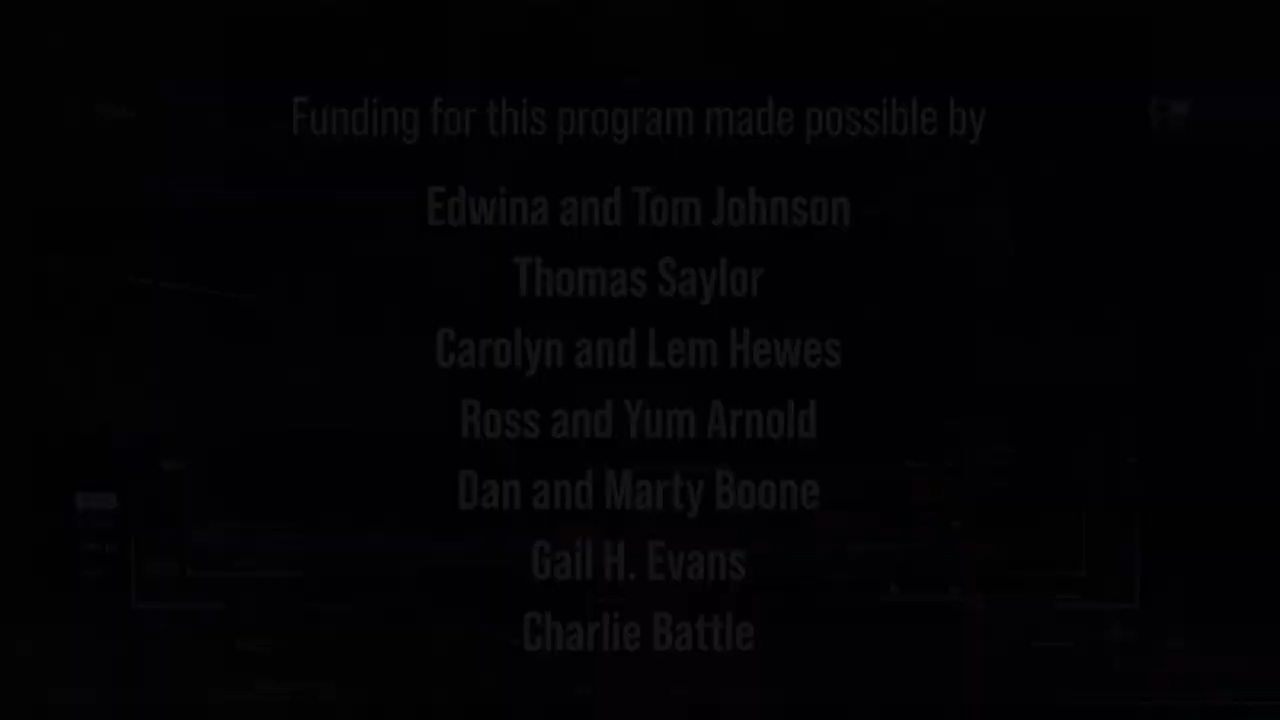 Funding for this program made possible by
Edwina and Tom Johnson
Thomas Saylor
Carolyn and Lem Hewes
Ross and Yum Arnold
Dan and Marty Boone
Gail H. Evans
Charlie Battle